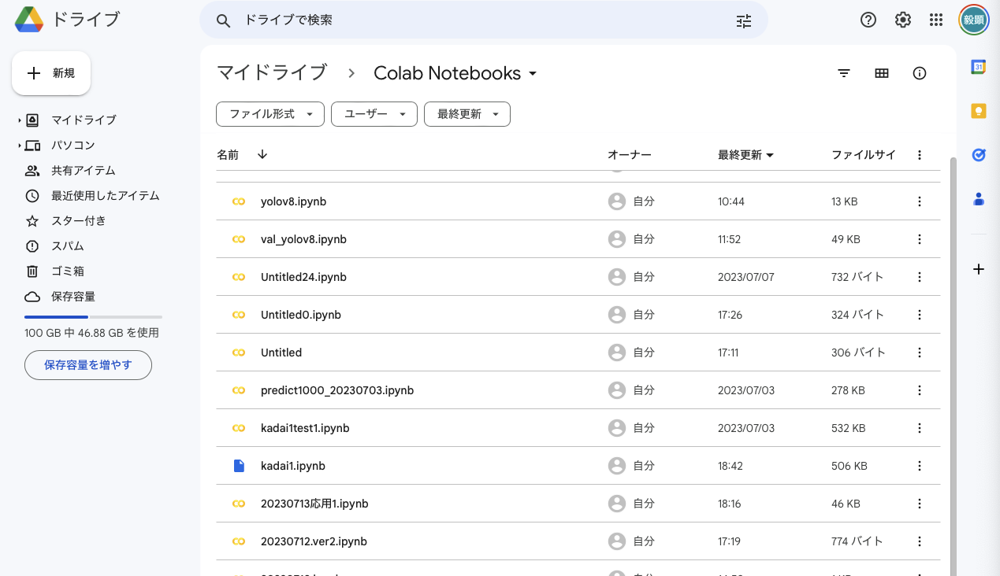 ドライブ
ドライブで検索
毅顕
新規
マイドライブ
パソコン
共有アイテム
最近使用したアイテム
スター付き
スパム
ゴミ箱
保存容量
100 GB 中 46.88 GB を使用
保存容量を増やす
マイドライブ > Colab Notebooks
ファイル形式 ユーザー 最終更新
名前 オーナー 最終更新 ファイルサイ
yolov8.ipynb 自分 10:44 13 KB
val_yolov8.ipynb 自分 11:52 49 KB
Untitled24.ipynb 自分 2023/07/07 732 バイト
Untitled0.ipynb 自分 17:26 324 バイト
Untitled 自分 17:11 306 バイト
predict1000_20230703.ipynb 自分 2023/07/03 278 KB
kadai1test1.ipynb 自分 2023/07/03 532 KB
kadai1.ipynb 自分 18:42 506 KB
20230713応用1.ipynb 自分 18:16 46 KB
20230712.ver2.ipynb 自分 17:19 774 バイト
31